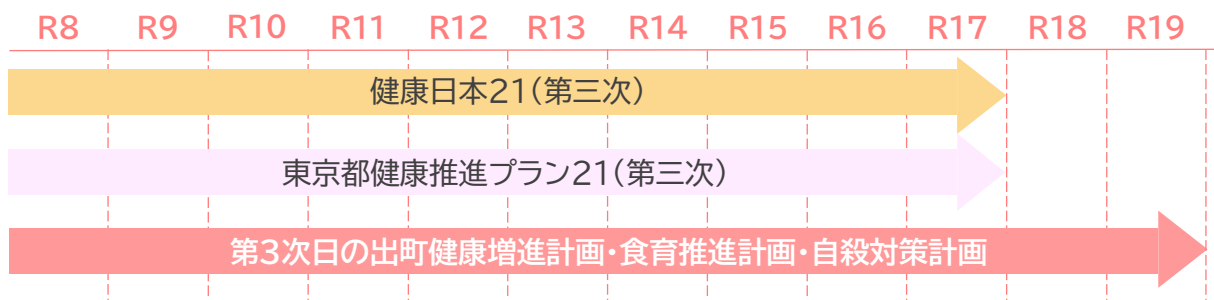 R8 R9 R10 R11 R12 R13 R14 R15 R16 R17 R18 R19
健康日本21(第三次)
東京都健康推進プラン21(第三次)
第3次日の出町健康増進計画・食育推進計画・自殺対策計画